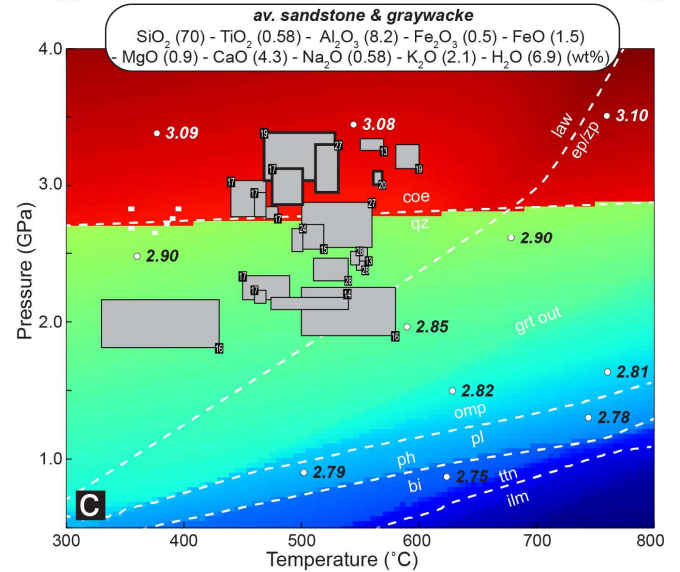 av. sandstone & graywacke
SiO₂ (70) - TiO₂ (0.58) - Al₂O₃ (8.2) - Fe₂O₃ (0.5) - FeO (1.5)
- MgO (0.9) - CaO (4.3) - Na₂O (0.58) - K₂O (2.1) - H₂O (6.9) (wt%)
4.0
3.0
2.0
1.0
Pressure (GPa)
300
400
500
600
700
800
Temperature (˚C)
C
3.09
3.08
3.10
law
ep/zp
coe
qz
2.90
2.90
2.85
grt out
2.82
2.81
omp
pl
2.78
ph
bi
2.79
2.75
ttn
ilm
19
27
13
19
17
17
20
17
17
27
24
15
28
13
28
28
17
17
14
16
16